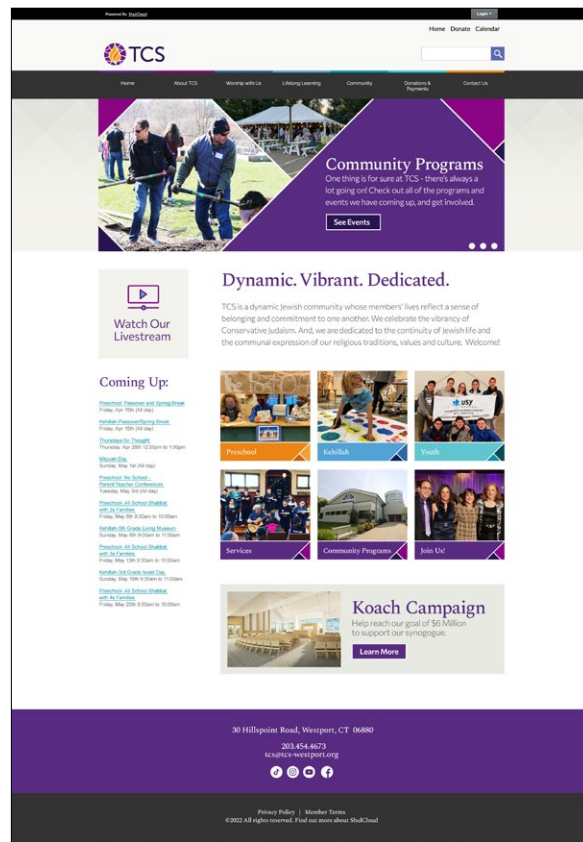 Powered By ShulCloud
Login
Home Donate Calendar
TCS
Home About TCS Worship with Us Lifelong Learning Community Donations & Payments Contact Us
Community Programs
One thing is for sure at TCS - there's always a
lot going on! Check out all of the programs and
events we have coming up, and get involved.
See Events
Watch Our
Livestream
Dynamic. Vibrant. Dedicated.
TCS is a dynamic Jewish community whose members' lives reflect a sense of
belonging and commitment to one another. We celebrate the vibrancy of
Conservative Judaism. And, we are dedicated to the continuity of Jewish life and
the communal expression of our religious traditions, values and culture. Welcome!
Coming Up:
Preschool: Passover and Spring Break
Friday, Apr 15th (All day)
Kehillah-Passover/Spring Break
Friday, Apr 15th (All day)
Thursdays for Thought
Thursday, Apr 28th 12:00pm to 1:00pm
Mitzvah Day
Sunday, May 1st (All day)
Preschool: No School -
Parent/Teacher Conferences
Tuesday, May 3rd (All day)
Preschool- All School Shabbat
with 2s Families
Friday, May 6th 9:30am to 10:00am
Kehillah-5th Grade Living Museum
Sunday, May 8th 9:00am to 11:00am
Preschool- All School Shabbat
with 3s Families
Friday, May 13th 9:30am to 10:00am
Kehillah-3rd Grade Israel Day
Sunday, May 15th 9:30am to 11:00am
Preschool- All School Shabbat
with 4s Families
Friday, May 20th 9:30am to 10:00am
Preschool
Kehillah
USY
Youth
Services
Community Programs
Join Us!
Koach Campaign
Help reach our goal of $6 Million
to support our synagogue.
Learn More
30 Hillspoint Road, Westport, CT 06880
203.454.4673
tcs@tcs-westport.org
Privacy Policy | Member Terms
©2022 All rights reserved. Find out more about ShulCloud